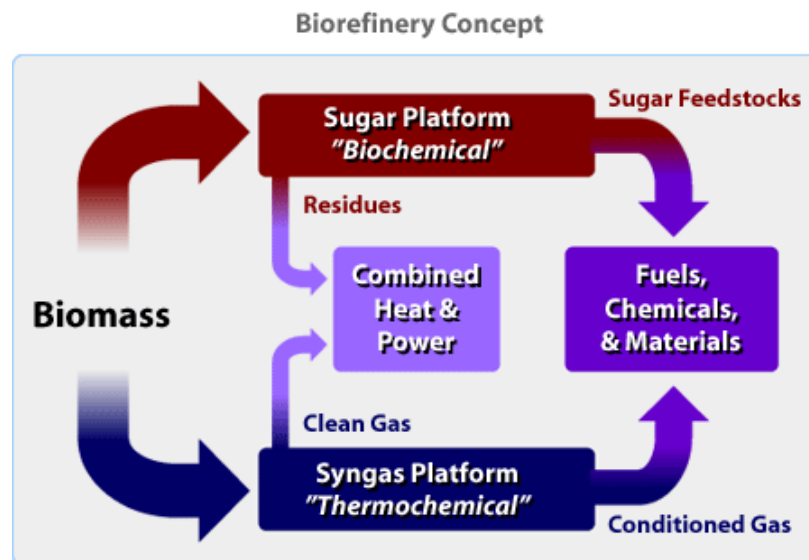 Biorefinery Concept
Sugar Feedstocks
Sugar Platform
"Biochemical"
Residues
Combined
Heat &
Power
Fuels,
Chemicals,
& Materials
Biomass
Clean Gas
Syngas Platform
"Thermochemical"
Conditioned Gas